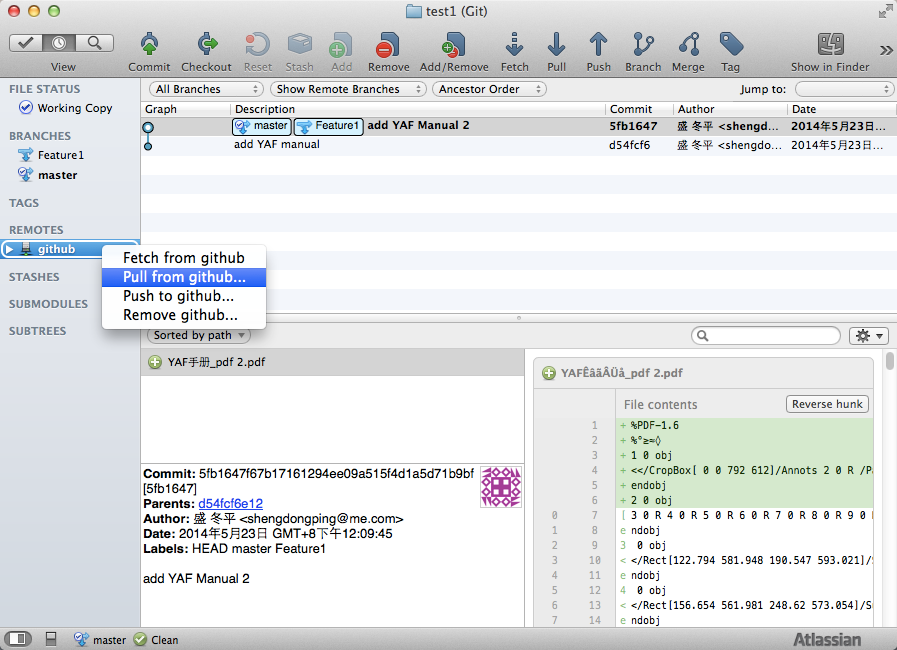 test1 (Git)
View Commit Checkout Reset Stash Add Remove Add/Remove Fetch Pull Push Branch Merge Tag Show in Finder
FILE STATUS
Working Copy
BRANCHES
Feature1
master
TAGS
REMOTES
github
STASHES
SUBMODULES
SUBTREES
All Branches Show Remote Branches Ancestor Order Jump to:
Graph Description Commit Author Date
master Feature1 add YAF Manual 2 5fb1647 盛 冬平 <shengd... 2014年5月23日...
add YAF manual d54fcf6 盛 冬平 <shengdo... 2014年5月23日...
Fetch from github
Pull from github...
Push to github...
Remove github...
Sorted by path
YAF手册_pdf 2.pdf
Commit: 5fb1647f67b17161294ee09a515f4d1a5d71b9bf
[5fb1647]
Parents: d54fcf6e12
Author: 盛 冬平 <shengdongping@me.com>
Date: 2014年5月23日 GMT+8下午12:09:45
Labels: HEAD master Feature1
add YAF Manual 2
YAFÊâãÂÜå_pdf 2.pdf
File contents Reverse hunk
1 + %PDF-1.6
2 + %°≥≈◊
3 + 1 0 obj
4 + <</CropBox[ 0 0 792 612]/Annots 2 0 R /Pa
5 + endobj
6 + 2 0 obj
0 7 [ 3 0 R 4 0 R 5 0 R 6 0 R 7 0 R 8 0 R 9 0
1 8 e ndobj
2 9 3 0 obj
3 10 < </Rect[122.794 581.948 190.547 593.021]/S
4 11 e ndobj
5 12 4 0 obj
6 13 < </Rect[156.654 561.981 248.62 573.054]/Su
7 14 e ndobj
master Clean
Atlassian